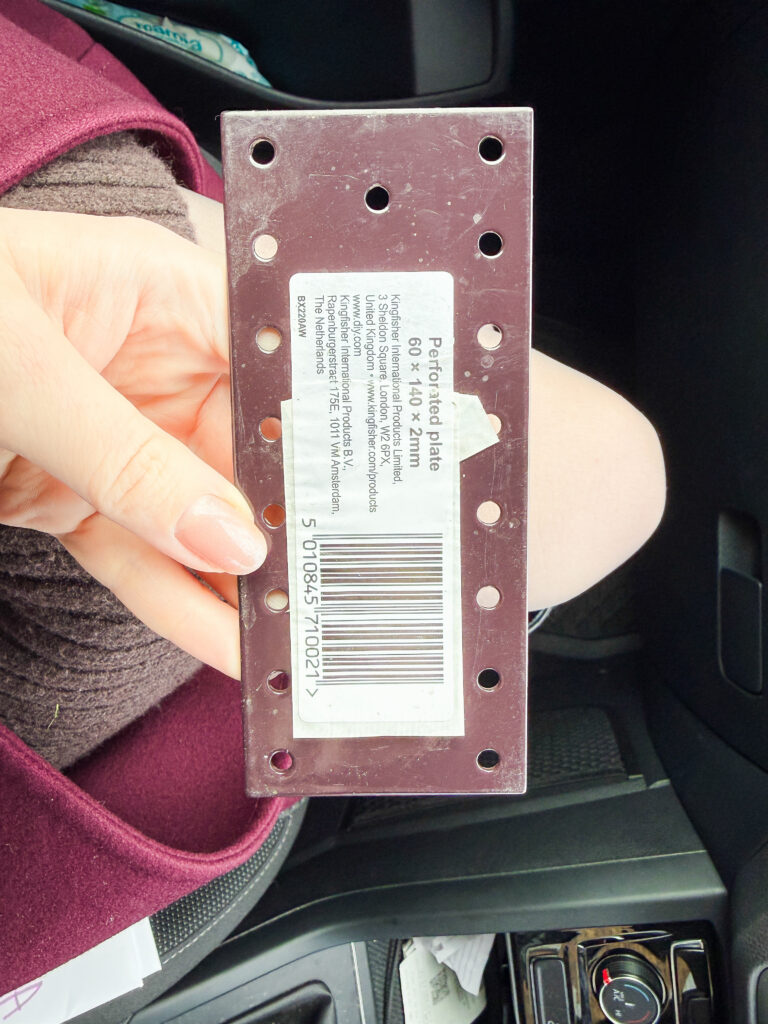 Perforated plate
60 × 140 × 2mm
Kingfisher International Products Limited,
3 Sheldon Square, London, W2 6PX,
United Kingdom • www.kingfisher.com/products
www.diy.com
Kingfisher International Products B.V.,
Rapenburgerstraat 175E, 1011 VM Amsterdam,
The Netherlands
BX220AW
5 010845 710021 >
A